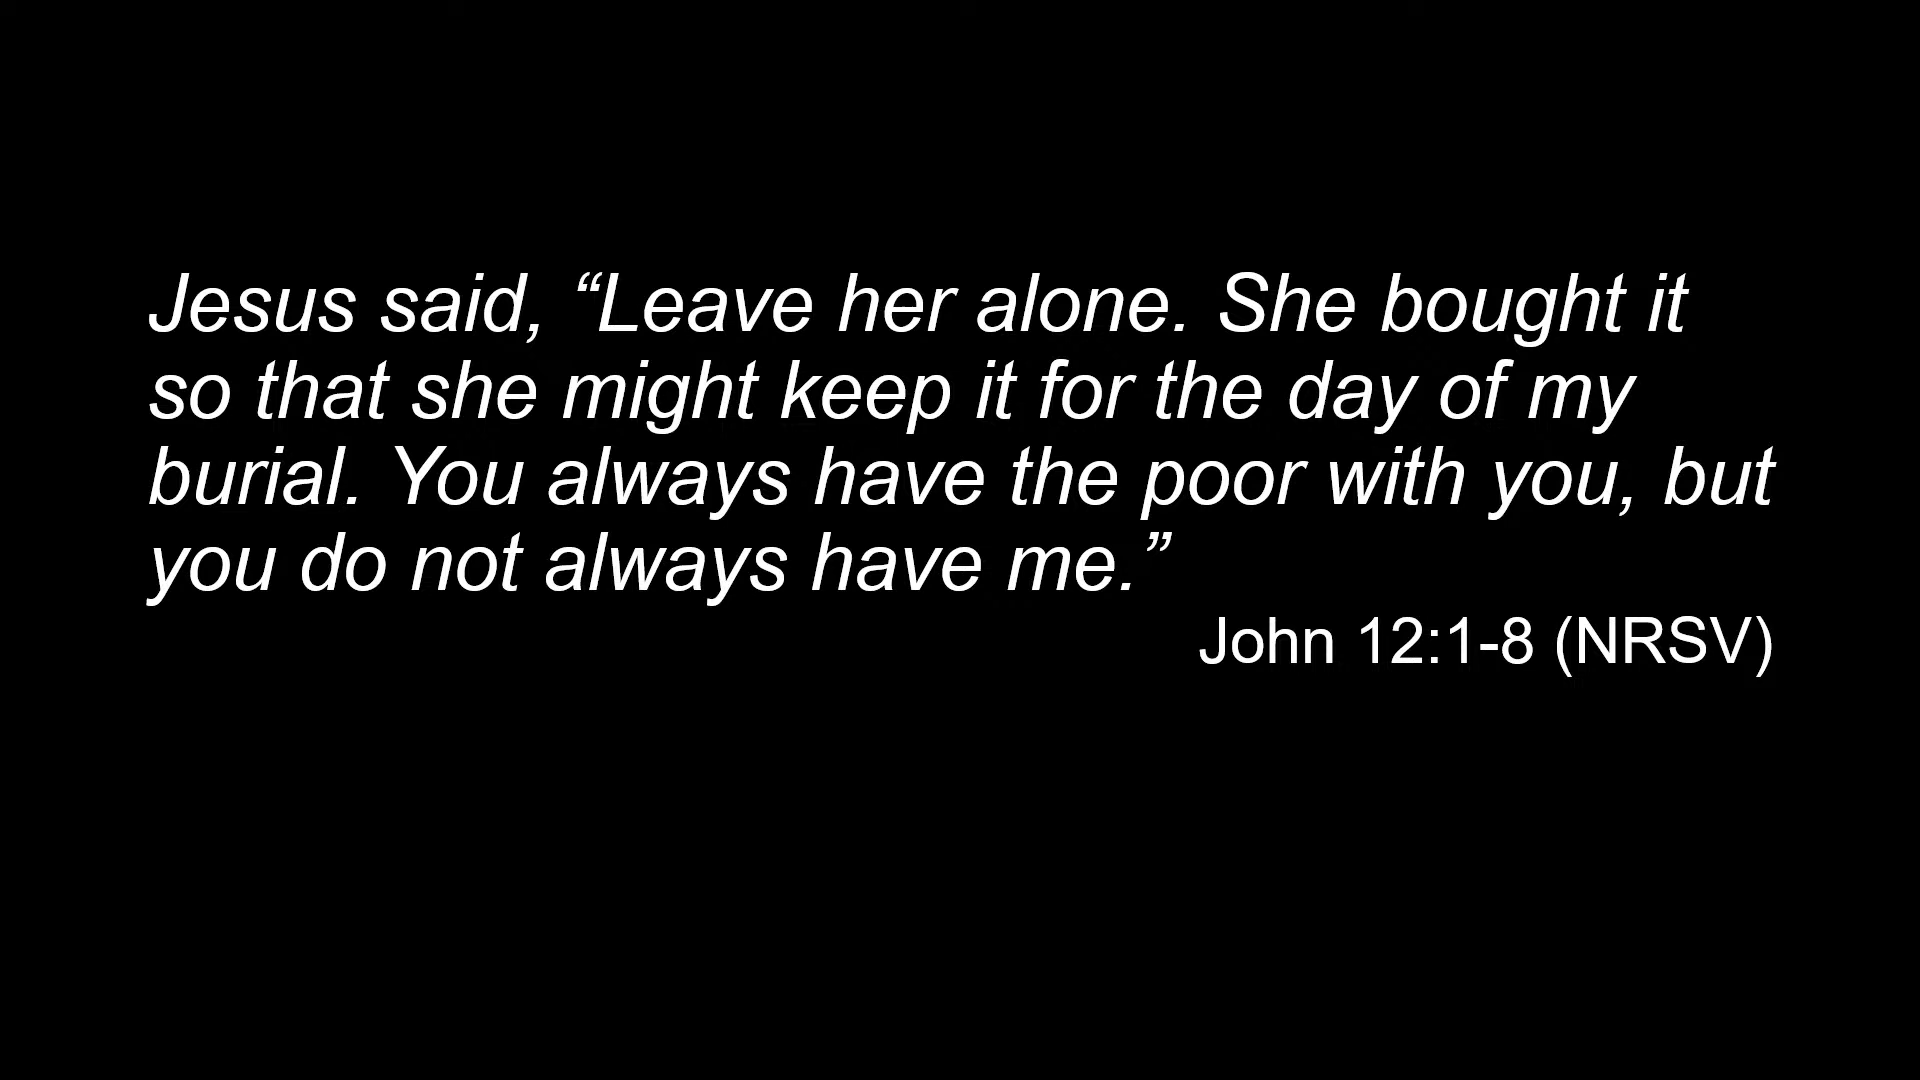 Jesus said, “Leave her alone. She bought it
so that she might keep it for the day of my
burial. You always have the poor with you, but
you do not always have me.”
John 12:1-8 (NRSV)